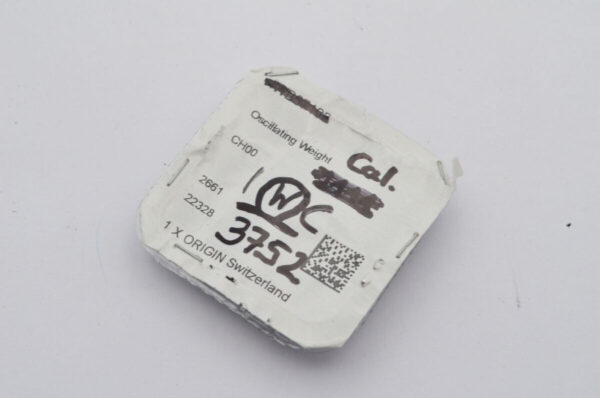 Oscillating Weight
Cal.
CH00
2661
IWC
22328
3752
1 X ORIGIN Switzerland